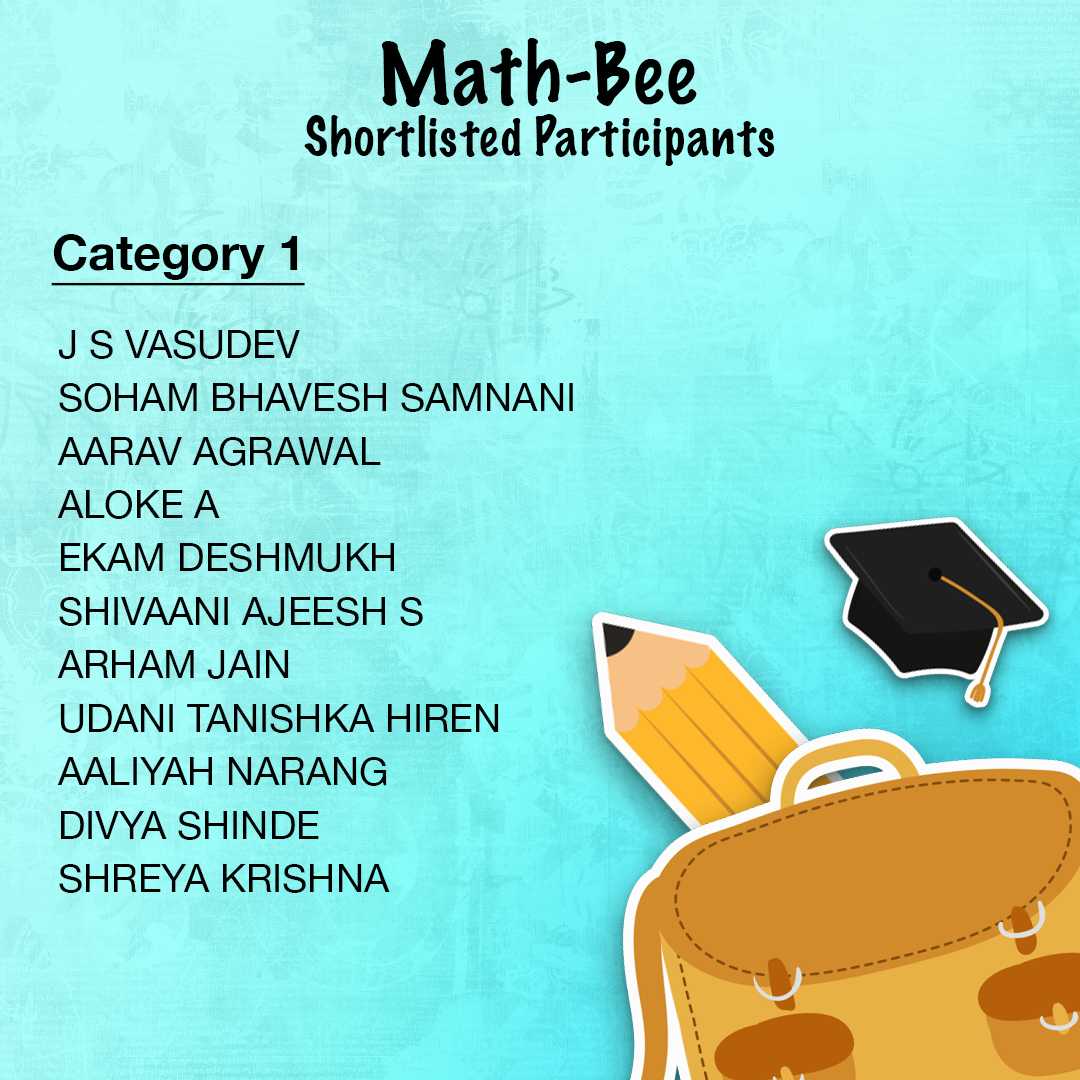 Math-Bee
Shortlisted Participants
Category 1
J S VASUDEV
SOHAM BHAVESH SAMNANI
AARAV AGRAWAL
ALOKE A
EKAM DESHMUKH
SHIVAANI AJEESH S
ARHAM JAIN
UDANI TANISHKA HIREN
AALIYAH NARANG
DIVYA SHINDE
SHREYA KRISHNA